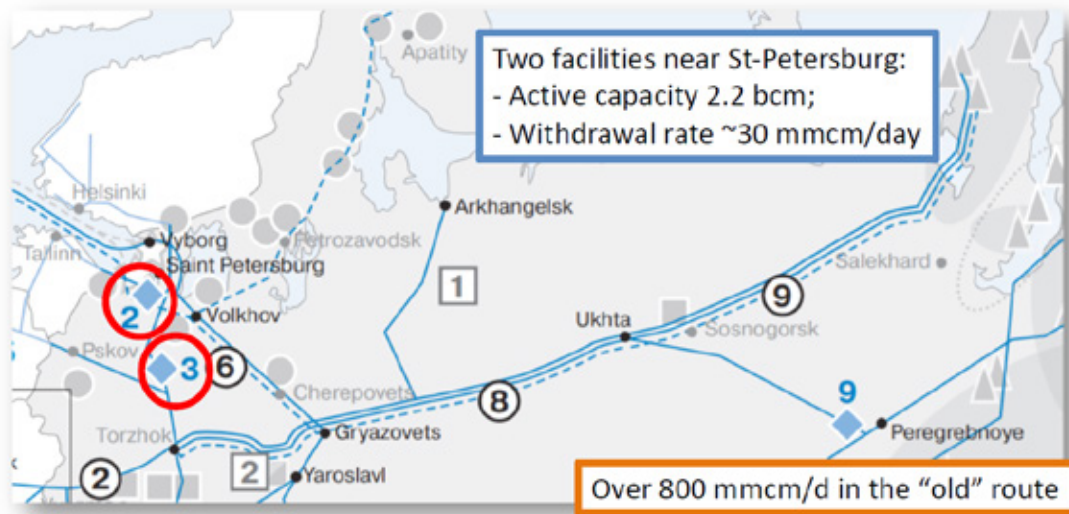 Apatity
Two facilities near St-Petersburg:
- Active capacity 2.2 bcm;
- Withdrawal rate ~30 mmcm/day
Helsinki
Arkhangelsk
Vyborg
Petrozavodsk
Tallinn
Saint Petersburg
Salekhard
1
9
2
Volkhov
Ukhta
Sosnogorsk
Pskov
3
6
Cherepovets
8
9
Torzhok
Gryazovets
Peregrebnoye
2
2
Yaroslavl
Over 800 mmcm/d in the "old" route